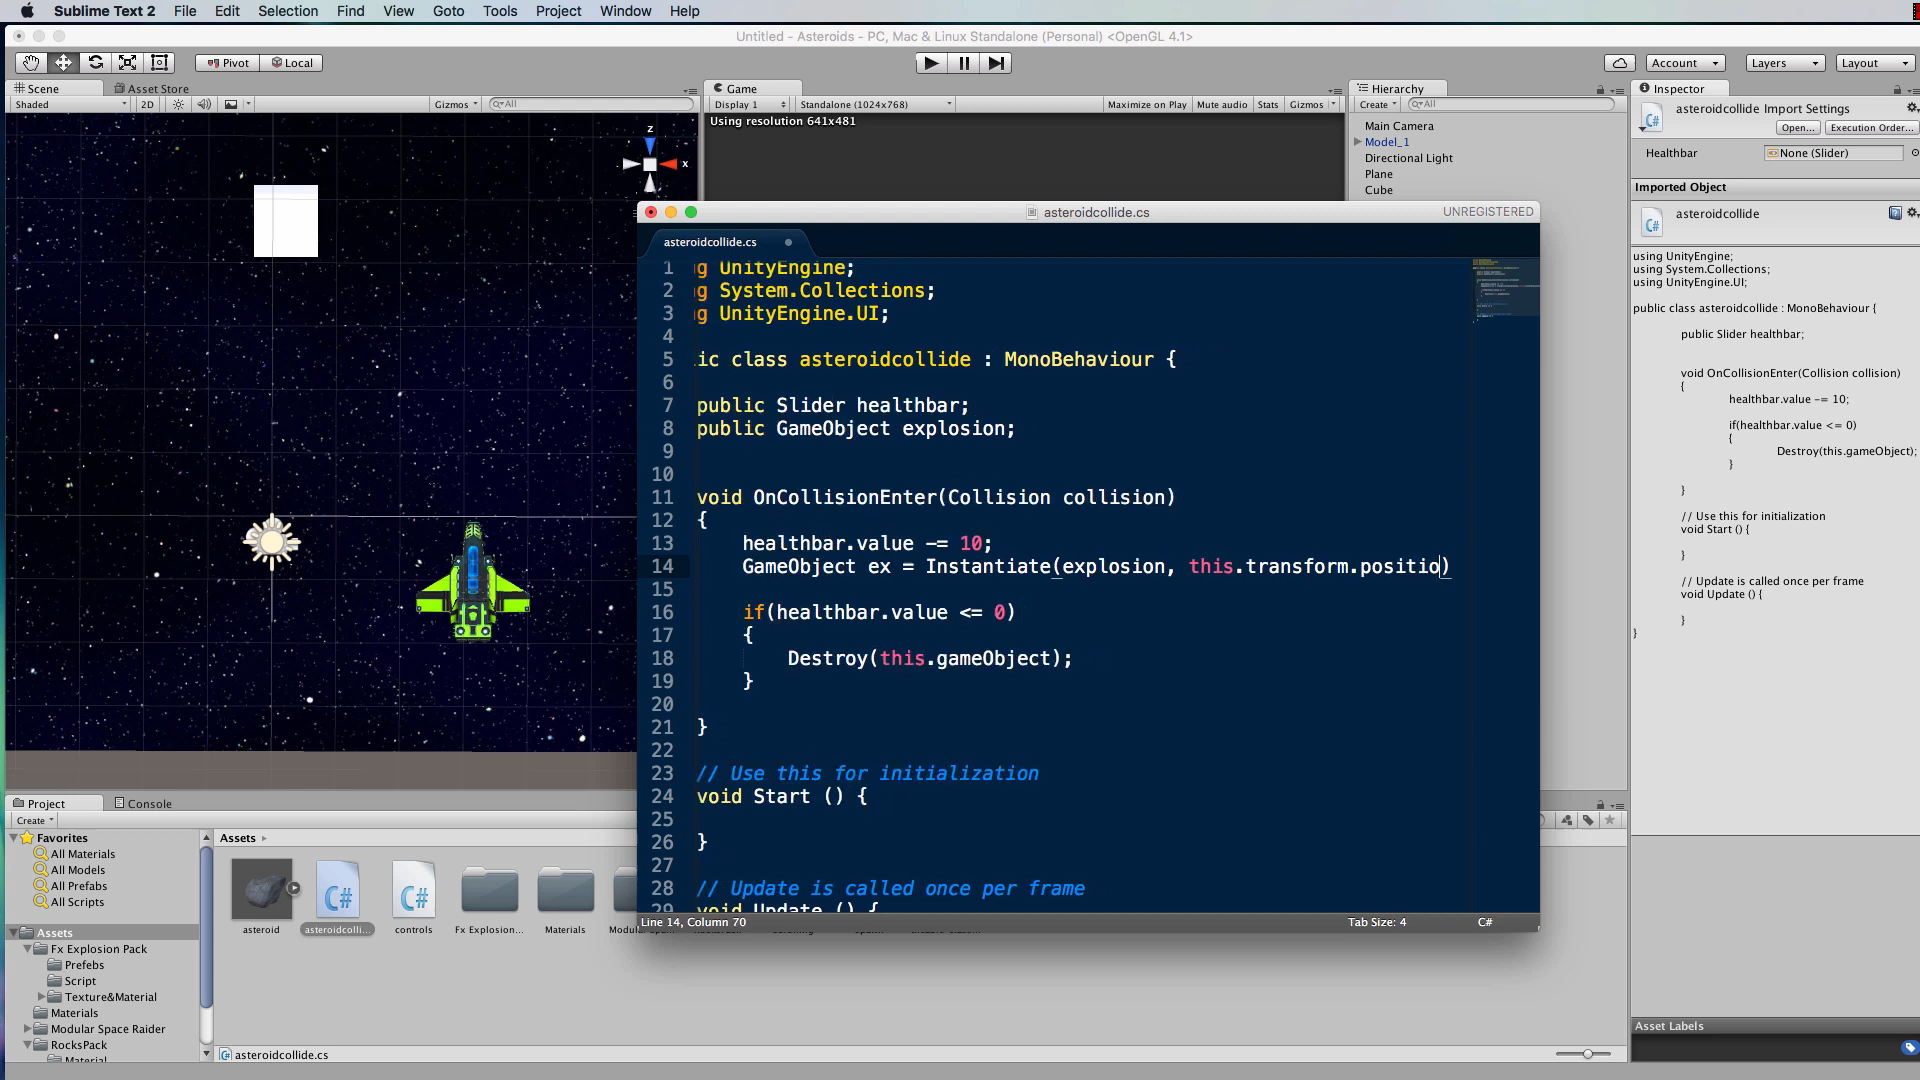 Sublime Text 2 File Edit Selection Find View Goto Tools Project Window Help
Untitled - Asteroids - PC, Mac & Linux Standalone (Personal) <OpenGL 4.1>
Pivot Local Account Layers Layout
Scene Asset Store Game Hierarchy Inspector
Shaded 2D Gizmos All Display 1 Standalone (1024x768) Maximize on Play Mute audio Stats Gizmos Create All
Using resolution 641x481
z
x
Main Camera
Model_1
Directional Light
Plane
Cube
asteroidcollide Import Settings
Open... Execution Order...
Healthbar None (Slider)
Imported Object
asteroidcollide
using UnityEngine;
using System.Collections;
using UnityEngine.UI;
public class asteroidcollide : MonoBehaviour {
public Slider healthbar;
void OnCollisionEnter(Collision collision)
{
healthbar.value -= 10;
if(healthbar.value <= 0)
{
Destroy(this.gameObject);
}
}
// Use this for initialization
void Start () {
}
// Update is called once per frame
void Update () {
}
}
Asset Labels
asteroidcollide.cs UNREGISTERED
asteroidcollide.cs
1 g UnityEngine;
2 g System.Collections;
3 g UnityEngine.UI;
4
5 ic class asteroidcollide : MonoBehaviour {
6
7 public Slider healthbar;
8 public GameObject explosion;
9
10
11 void OnCollisionEnter(Collision collision)
12 {
13 healthbar.value -= 10;
14 GameObject ex = Instantiate(explosion, this.transform.positio)
15
16 if(healthbar.value <= 0)
17 {
18 Destroy(this.gameObject);
19 }
20
21 }
22
23 // Use this for initialization
24 void Start () {
25
26 }
27
28 // Update is called once per frame
29 void Update () {
Line 14, Column 70 Tab Size: 4 C#
Project Console
Create
Favorites
All Materials
All Models
All Prefabs
All Scripts
Assets
Fx Explosion Pack
Prefebs
Script
Texture&Material
Materials
Modular Space Raider
RocksPack
Material
Assets
asteroid asteroidcolli... controls Fx Explosion... Materials
asteroidcollide.cs